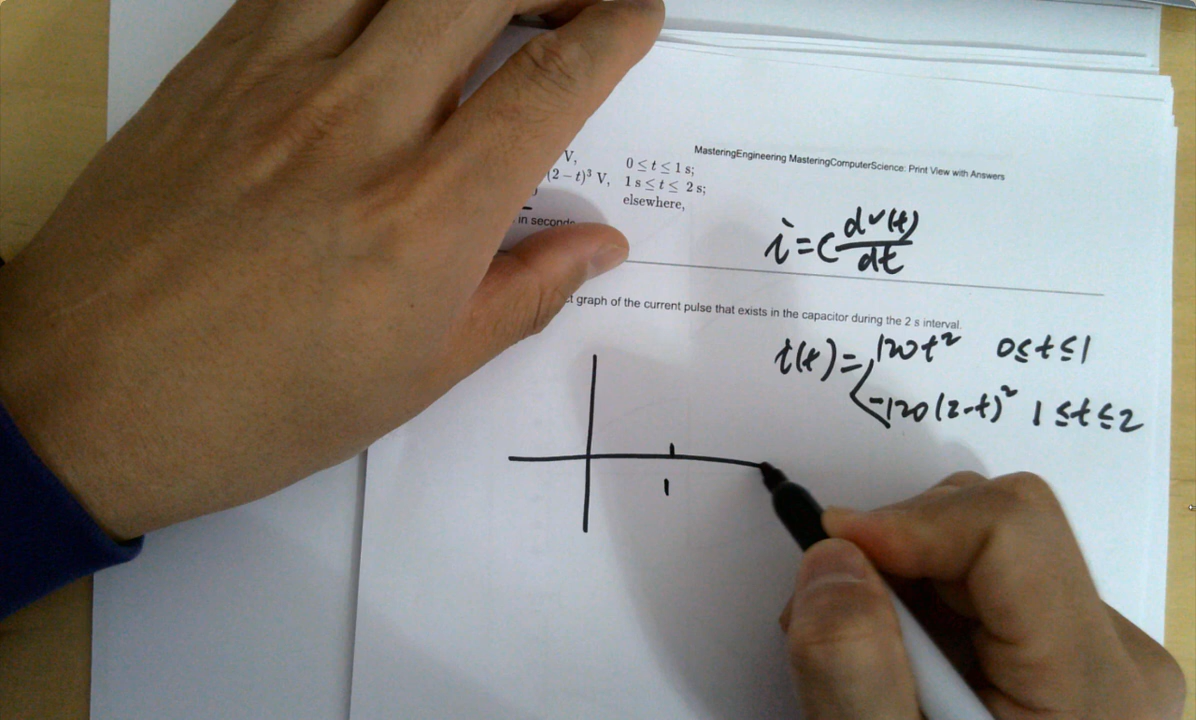 MasteringEngineering MasteringComputerScience: Print View with Answers
V, 0 ≤ t ≤ 1 s;
(2 − t)³ V, 1 s ≤ t ≤ 2 s;
elsewhere,
in seconds
i = C dv(t)/dt
graph of the current pulse that exists in the capacitor during the 2 s interval.
i(t) = { 120t² 0 ≤ t ≤ 1
-120(2-t)² 1 ≤ t ≤ 2
1